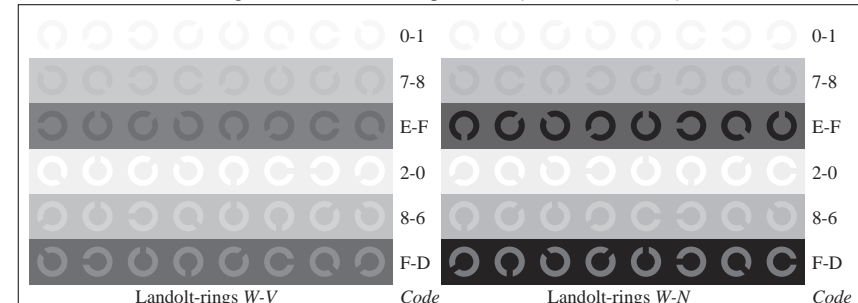 0-1 0-1
7-8 7-8
E-F E-F
2-0 2-0
8-6 8-6
F-D F-D
Landolt-rings W-V Code Landolt-rings W-N Code